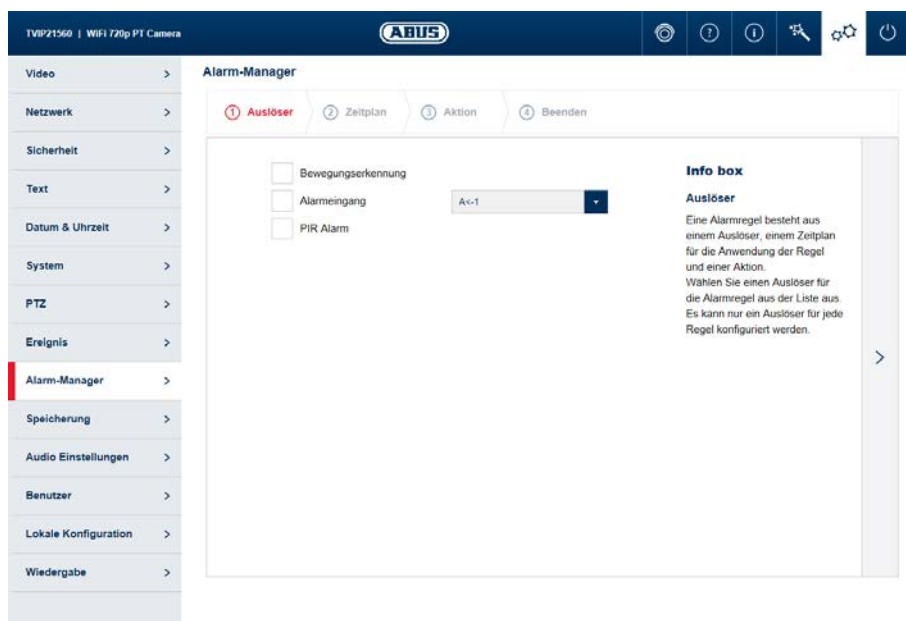 TVIP21560 | WiFi 720p PT Camera
ABUS
Video
Netzwerk
Sicherheit
Text
Datum & Uhrzeit
System
PTZ
Ereignis
Alarm-Manager
Speicherung
Audio Einstellungen
Benutzer
Lokale Konfiguration
Wiedergabe
Alarm-Manager
1 Auslöser 2 Zeitplan 3 Aktion 4 Beenden
Bewegungserkennung
Alarmeingang A<-1
PIR Alarm
Info box
Auslöser
Eine Alarmregel besteht aus
einem Auslöser, einem Zeitplan
für die Anwendung der Regel
und einer Aktion.
Wählen Sie einen Auslöser für
die Alarmregel aus der Liste aus.
Es kann nur ein Auslöser für jede
Regel konfiguriert werden.